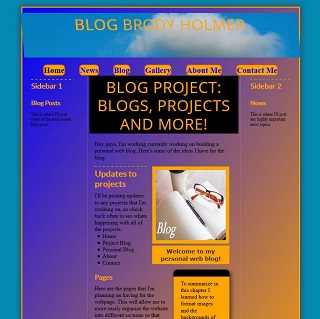 BLOG BRODY HOLMER
Home News Blog Gallery About Me Contact Me
Sidebar 1
Blog Posts
This is where I'll post
some of the most recent
blog posts.
BLOG PROJECT:
BLOGS, PROJECTS
AND MORE!
Hey guys, I'm working currently working on building a
personal web blog, Here's some of the ideas I have for the
blog.
Updates to
projects
I'll be posting updates
to any projects that I'm
working on, so check
back often to see whats
happening with all of
the projects.
Home
Project Blog
Personal Blog
About
Contact
Pages
Here are the pages that I'm
planning on having for the
webpage. This will allow me
to more easily organize the
website into different sections so that
Blog
Welcome to my
personal web blog!
To summarize in
this chapter I
learned how to
format images
and the
backgrounds of
Sidebar 2
News
This is where I'll post
any highly important
news topics.